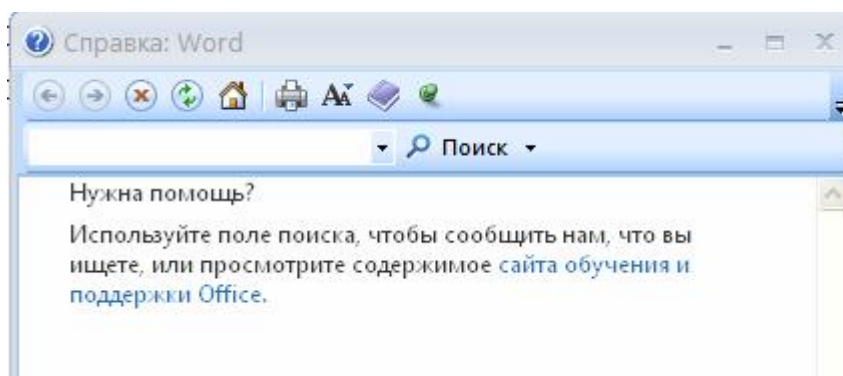 Справка: Word
Поиск
Нужна помощь?
Используйте поле поиска, чтобы сообщить нам, что вы
ищете, или просмотрите содержимое сайта обучения и
поддержки Office.